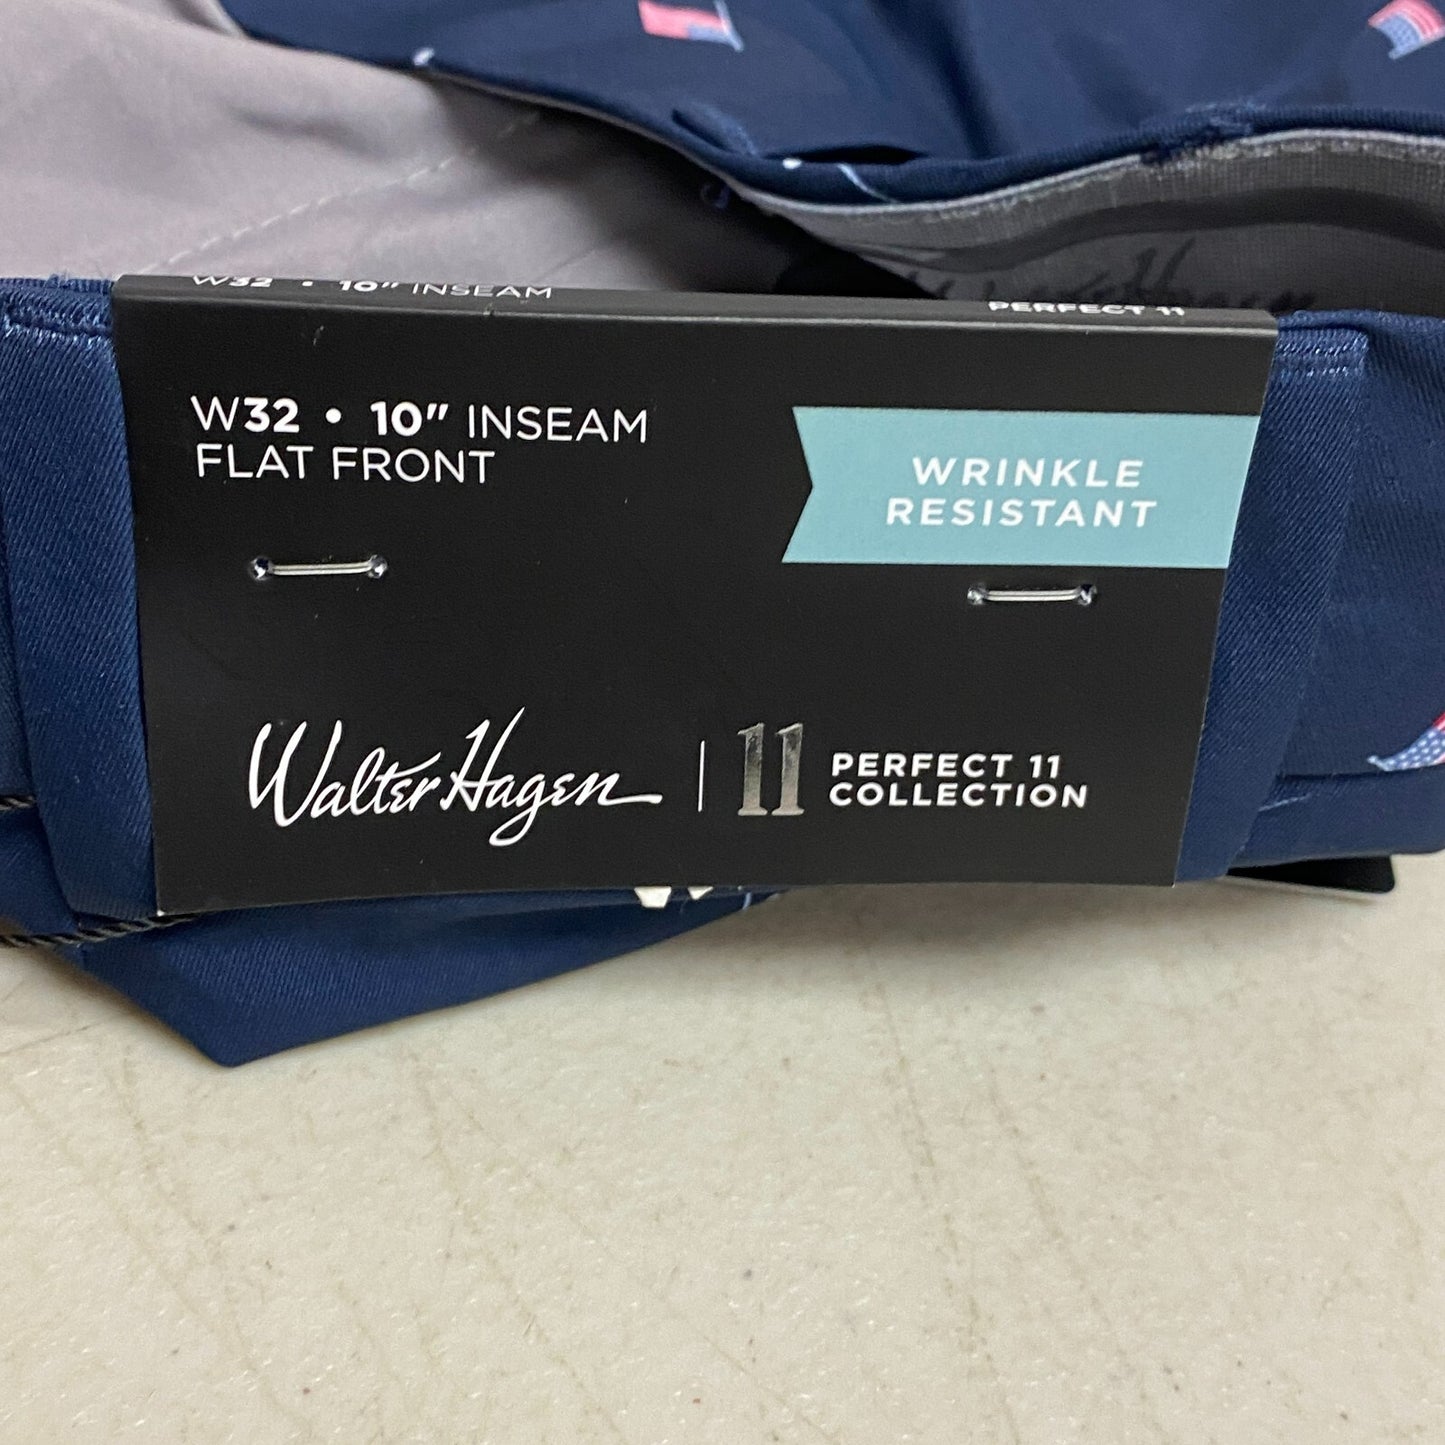 W32 • 10" INSEAM
PERFECT 11
W32 • 10" INSEAM
FLAT FRONT
WRINKLE
RESISTANT
Walter Hagen
11
PERFECT 11
COLLECTION